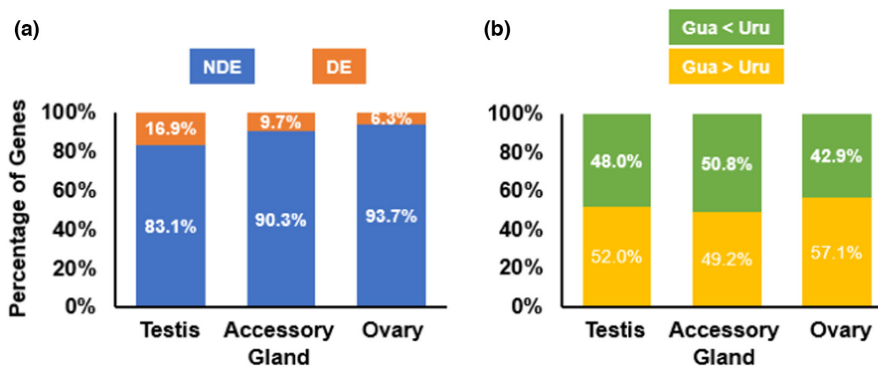 (a)
NDE DE
Percentage of Genes
100%
80%
60%
40%
20%
0%
16.9% 9.7% 6.3%
83.1% 90.3% 93.7%
Testis Accessory Gland Ovary
(b)
Gua < Uru
Gua > Uru
100%
80%
60%
40%
20%
0%
48.0% 50.8% 42.9%
52.0% 49.2% 57.1%
Testis Accessory Gland Ovary